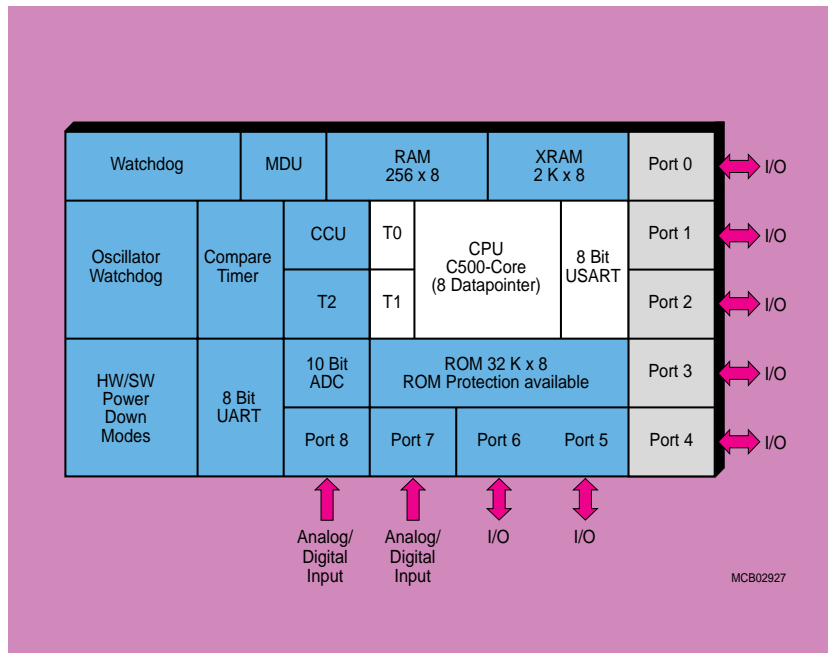 Watchdog
MDU
RAM
256 x 8
XRAM
2 K x 8
Port 0
I/O
Oscillator
Watchdog
Compare
Timer
CCU
T0
CPU
C500-Core
(8 Datapointer)
8 Bit
USART
Port 1
I/O
T2
T1
Port 2
I/O
HW/SW
Power
Down
Modes
8 Bit
UART
10 Bit
ADC
ROM 32 K x 8
ROM Protection available
Port 3
I/O
Port 8
Port 7
Port 6
Port 5
Port 4
I/O
Analog/
Digital
Input
Analog/
Digital
Input
I/O
I/O
MCB02927